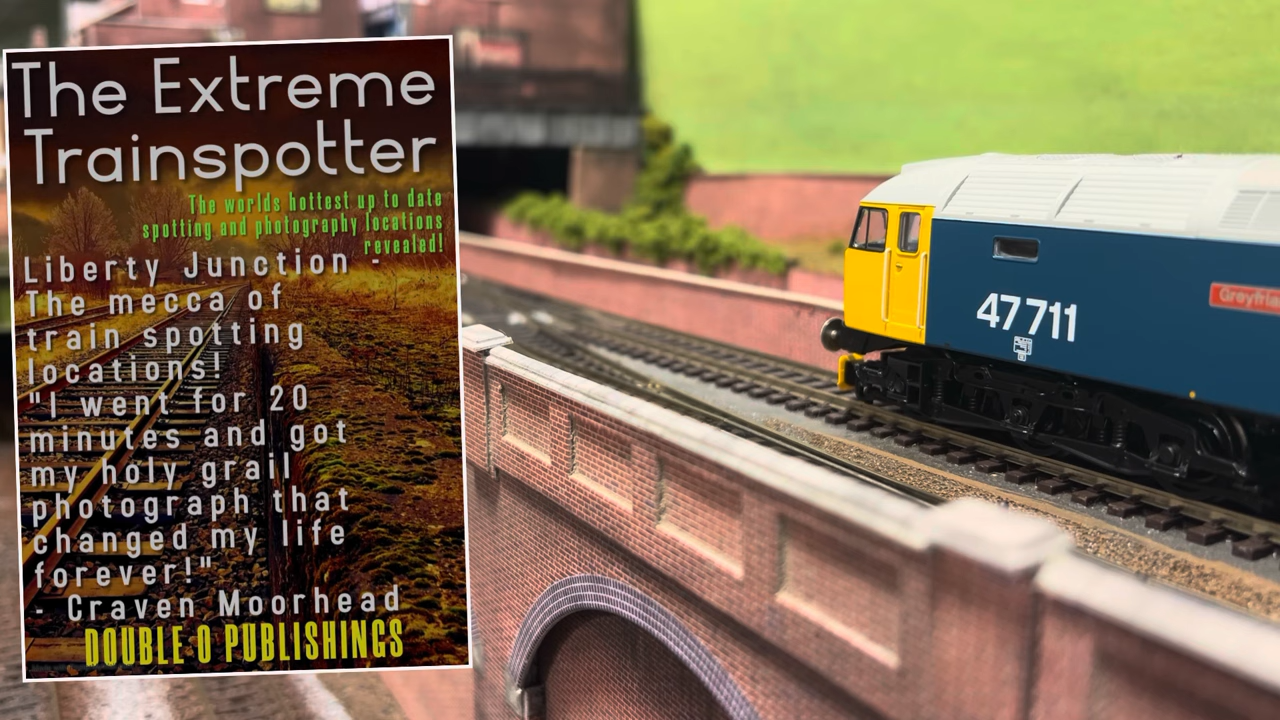 The Extreme
Trainspotter
The worlds hottest up to date
spotting and photography locations
revealed!
Liberty Junction -
The mecca of
train spotting
locations!
"I went for 20
minutes and got
my holy grail
photograph that
changed my life
forever!"
- Craven Moorhead
DOUBLE O PUBLISHINGS
47 711